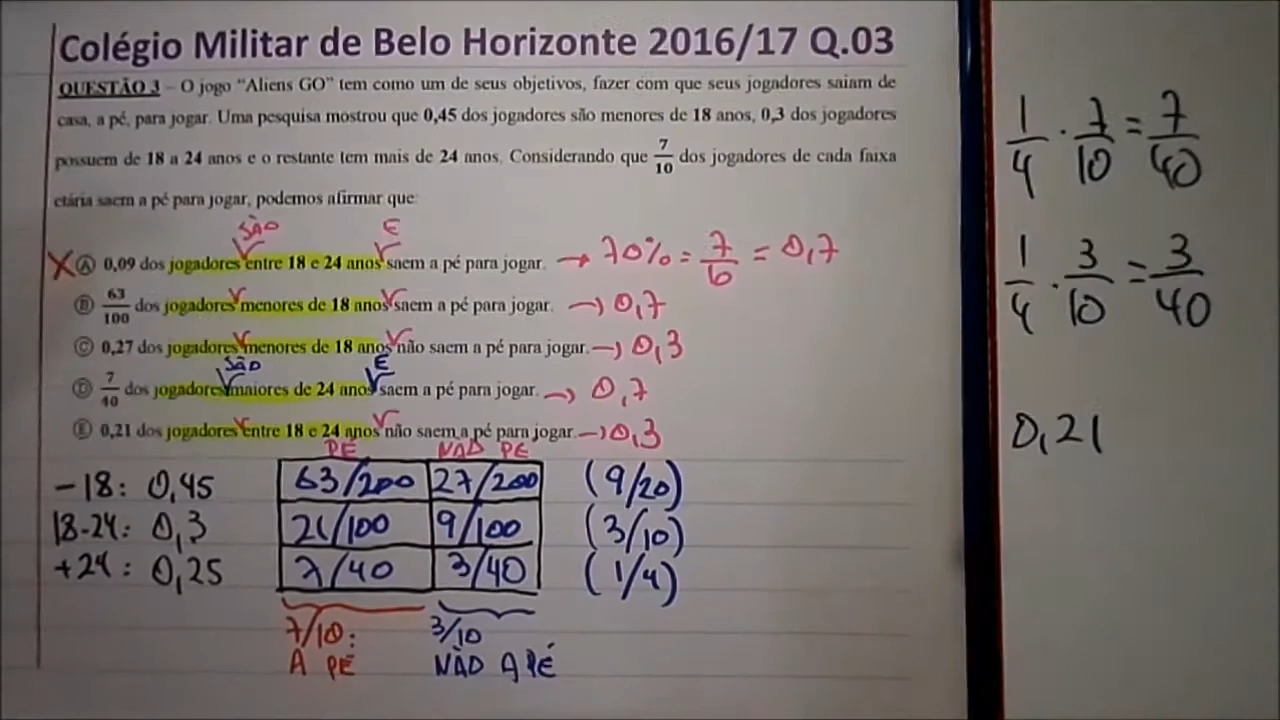 Colégio Militar de Belo Horizonte 2016/17 Q.03
QUESTÃO 3 – O jogo “Aliens GO” tem como um de seus objetivos, fazer com que seus jogadores saiam de
casa, a pé, para jogar. Uma pesquisa mostrou que 0,45 dos jogadores são menores de 18 anos, 0,3 dos jogadores
possuem de 18 a 24 anos e o restante tem mais de 24 anos. Considerando que 7/10 dos jogadores de cada faixa
etária saem a pé para jogar, podemos afirmar que:
SÃO E
X A 0,09 dos jogadores entre 18 e 24 anos saem a pé para jogar. → 70% = 7/6 = 0,7
B 63/100 dos jogadores menores de 18 anos saem a pé para jogar. → 0,7
C 0,27 dos jogadores menores de 18 anos não saem a pé para jogar. → 0,3
SÃO E
D 7/40 dos jogadores maiores de 24 anos saem a pé para jogar. → 0,7
E 0,21 dos jogadores entre 18 e 24 anos não saem a pé para jogar. → 0,3
PÉ NÃO PÉ
-18: 0,45 63/200 27/200 (9/20)
18-24: 0,3 21/100 9/100 (3/10)
+24: 0,25 7/40 3/40 (1/4)
7/10: 3/10
A PÉ NÃO A PÉ
1/4 · 7/10 = 7/40
1/4 · 3/10 = 3/40
0,21